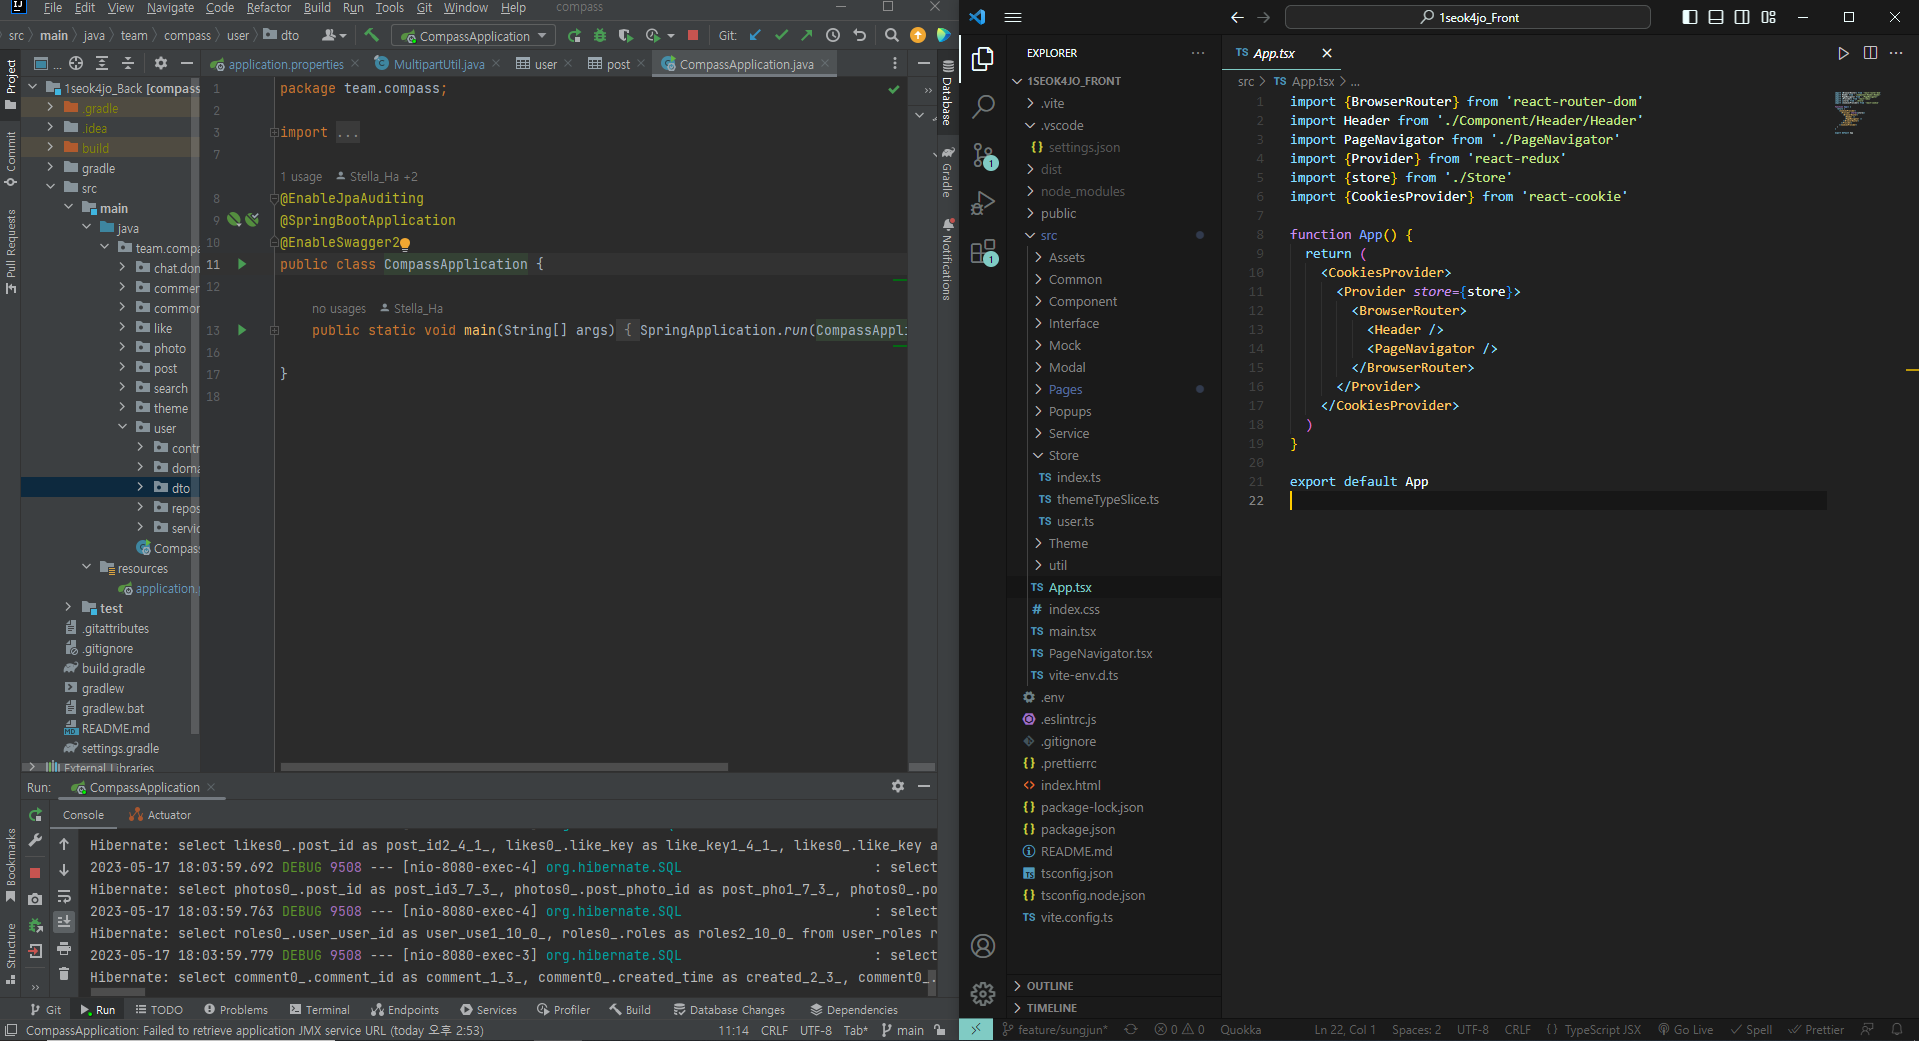 File Edit View Navigate Code Refactor Build Run Tools Git Window Help compass
src main java team compass user dto CompassApplication Git:
Project
Commit
Pull Requests
Bookmarks
Structure
1seok4jo_Back [compass
.gradle
.idea
build
gradle
src
main
java
team.compa
chat.don
commer
common
like
photo
post
search
theme
user
contr
doma
dto
repos
servic
Compass
resources
application.p
test
.gitattributes
.gitignore
build.gradle
gradlew
gradlew.bat
README.md
settings.gradle
External Libraries
application.properties MultipartUtil.java user post CompassApplication.java
1 package team.compass;
2
3 import ...
7
1 usage Stella_Ha +2
8 @EnableJpaAuditing
9 @SpringBootApplication
10 @EnableSwagger2
11 public class CompassApplication {
12
no usages Stella_Ha
13 public static void main(String[] args) { SpringApplication.run(CompassAppl
16
17 }
18
Database
Gradle
Notifications
Run: CompassApplication
Console Actuator
Hibernate: select likes0_.post_id as post_id2_4_1_, likes0_.like_key as like_key1_4_1_, likes0_.like_key a
2023-05-17 18:03:59.692 DEBUG 9508 --- [nio-8080-exec-4] org.hibernate.SQL : select
Hibernate: select photos0_.post_id as post_id3_7_3_, photos0_.post_photo_id as post_pho1_7_3_, photos0_.po
2023-05-17 18:03:59.763 DEBUG 9508 --- [nio-8080-exec-4] org.hibernate.SQL : select
Hibernate: select roles0_.user_user_id as user_use1_10_0_, roles0_.roles as roles2_10_0_ from user_roles r
2023-05-17 18:03:59.779 DEBUG 9508 --- [nio-8080-exec-3] org.hibernate.SQL : select
Hibernate: select comment0_.comment_id as comment_1_3_, comment0_.created_time as created_2_3_, comment0_.
Git Run TODO Problems Terminal Endpoints Services Profiler Build Database Changes Dependencies
CompassApplication: Failed to retrieve application JMX service URL (today 오후 2:53) 11:14 CRLF UTF-8 Tab* main
1seok4jo_Front
EXPLORER
1SEOK4JO_FRONT
.vite
.vscode
settings.json
dist
node_modules
public
src
Assets
Common
Component
Interface
Mock
Modal
Pages
Popups
Service
Store
TS index.ts
TS themeTypeSlice.ts
TS user.ts
Theme
util
TS App.tsx
# index.css
TS main.tsx
TS PageNavigator.tsx
TS vite-env.d.ts
.env
.eslintrc.js
.gitignore
.prettierrc
index.html
package-lock.json
package.json
README.md
tsconfig.json
tsconfig.node.json
TS vite.config.ts
OUTLINE
TIMELINE
1
1
TS App.tsx
src TS App.tsx ...
1 import {BrowserRouter} from 'react-router-dom'
2 import Header from './Component/Header/Header'
3 import PageNavigator from './PageNavigator'
4 import {Provider} from 'react-redux'
5 import {store} from './Store'
6 import {CookiesProvider} from 'react-cookie'
7
8 function App() {
9 return (
10 <CookiesProvider>
11 <Provider store={store}>
12 <BrowserRouter>
13 <Header />
14 <PageNavigator />
15 </BrowserRouter>
16 </Provider>
17 </CookiesProvider>
18 )
19 }
20
21 export default App
22
feature/sungjun* 0 0 Quokka Ln 22, Col 1 Spaces: 2 UTF-8 CRLF TypeScript JSX Go Live Spell Prettier